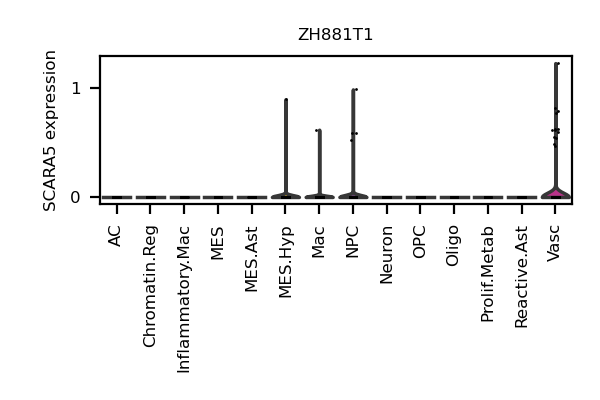 ZH881T1
SCARA5 expression
1
0
AC
Chromatin.Reg
Inflammatory.Mac
MES
MES.Ast
MES.Hyp
Mac
NPC
Neuron
OPC
Oligo
Prolif.Metab
Reactive.Ast
Vasc